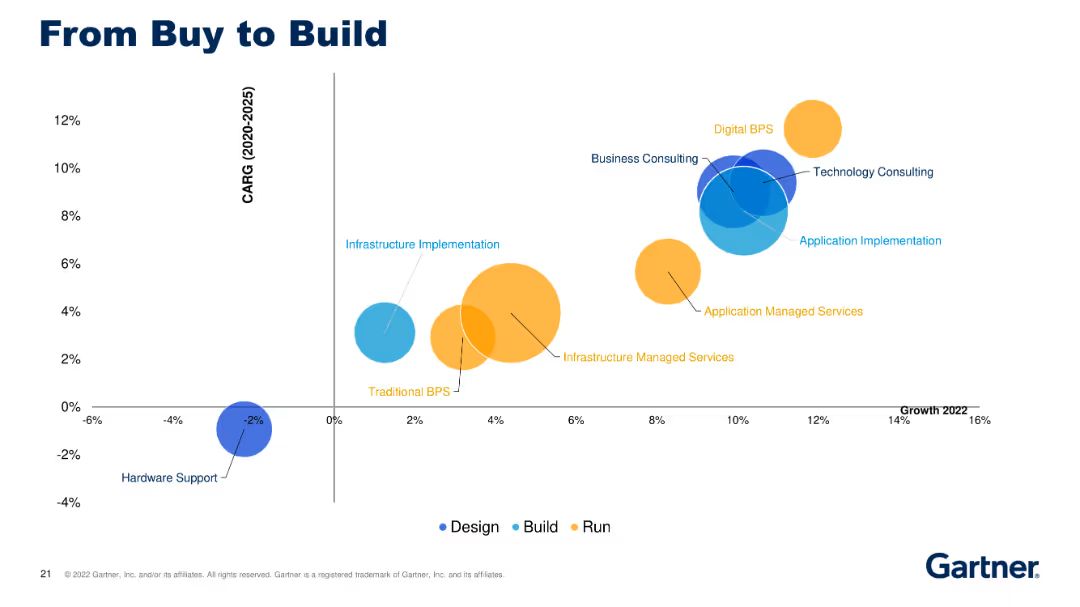 From Buy to Build
CARG (2020-2025)
12%
10%
8%
6%
4%
2%
0%
-2%
-4%
Digital BPS
Business Consulting
Technology Consulting
Application Implementation
Infrastructure Implementation
Application Managed Services
Infrastructure Managed Services
Traditional BPS
Growth 2022
-6% -4% -2% 0% 2% 4% 6% 8% 10% 12% 14% 16%
Hardware Support
Design Build Run
21 © 2022 Gartner, Inc. and/or its affiliates. All rights reserved. Gartner is a registered trademark of Gartner, Inc. and its affiliates.
Gartner®